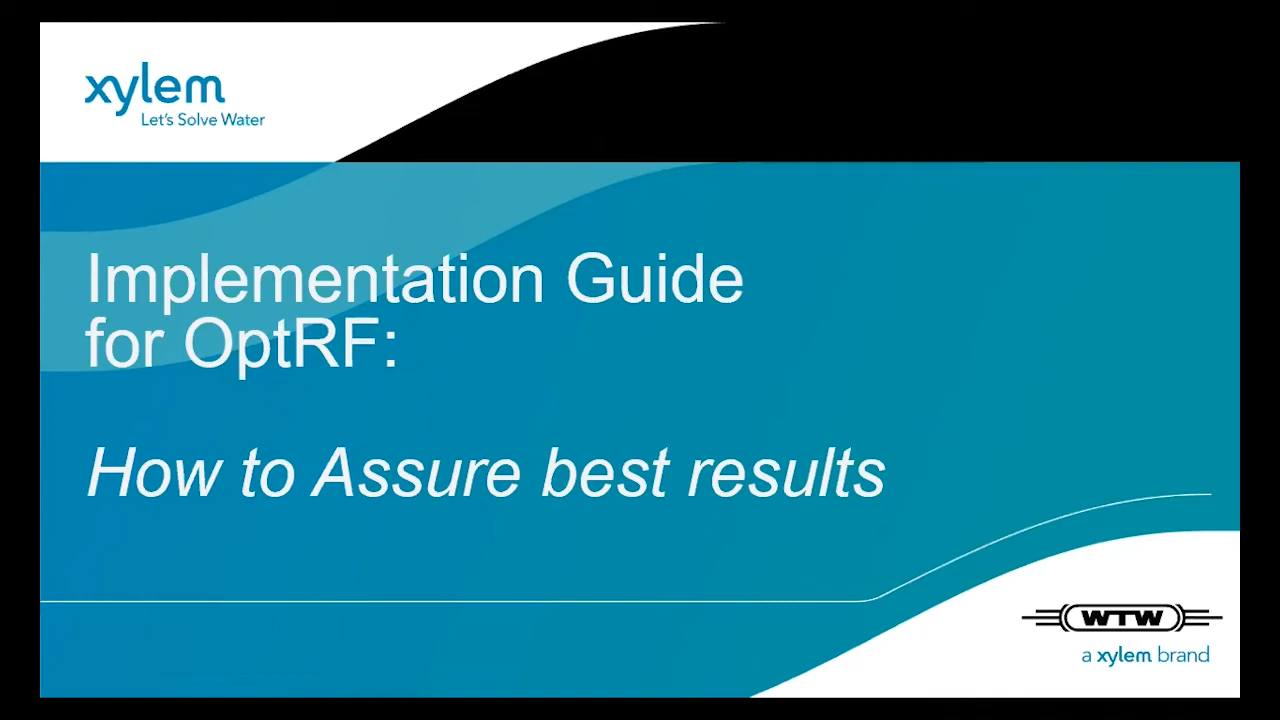 xylem
Let's Solve Water
Implementation Guide
for OptRF:
How to Assure best results
WTW
a xylem brand